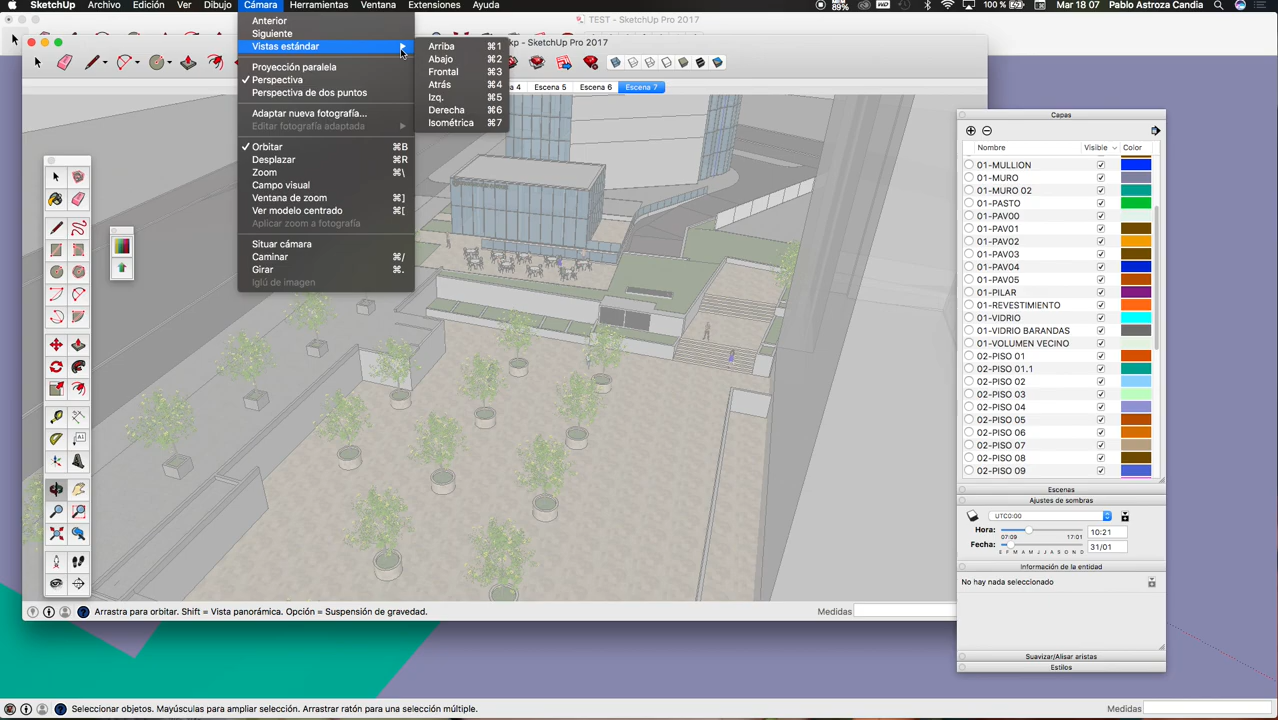 SketchUp Archivo Edición Ver Dibujo Cámara Herramientas Ventana Extensiones Ayuda MEM 89% 100 % Mar 18 07 Pablo Astroza Candia
TEST - SketchUp Pro 2017
kp - SketchUp Pro 2017
Anterior
Siguiente
Vistas estándar
Proyección paralela
✓ Perspectiva
Perspectiva de dos puntos
Adaptar nueva fotografía...
Editar fotografía adaptada
✓ Orbitar ⌘B
Desplazar ⌘R
Zoom ⌘\
Campo visual
Ventana de zoom ⌘]
Ver modelo centrado ⌘[
Aplicar zoom a fotografía
Situar cámara
Caminar ⌘/
Girar ⌘.
Iglú de imagen
Arriba ⌘1
Abajo ⌘2
Frontal ⌘3
Atrás ⌘4
Izq. ⌘5
Derecha ⌘6
Isométrica ⌘7
4 Escena 5 Escena 6 Escena 7
Capas
Nombre Visible Color
01-MULLION
01-MURO
01-MURO 02
01-PASTO
01-PAV00
01-PAV01
01-PAV02
01-PAV03
01-PAV04
01-PAV05
01-PILAR
01-REVESTIMIENTO
01-VIDRIO
01-VIDRIO BARANDAS
01-VOLUMEN VECINO
02-PISO 01
02-PISO 01.1
02-PISO 02
02-PISO 03
02-PISO 04
02-PISO 05
02-PISO 06
02-PISO 07
02-PISO 08
02-PISO 09
Escenas
Ajustes de sombras
UTC0:00
Hora: 10:21
07:09 17:01
Fecha: 31/01
E F M A M J J A S O N D
Información de la entidad
No hay nada seleccionado
Suavizar/Alisar aristas
Estilos
Arrastra para orbitar. Shift = Vista panorámica. Opción = Suspensión de gravedad. Medidas
Seleccionar objetos. Mayúsculas para ampliar selección. Arrastrar ratón para una selección múltiple. Medidas